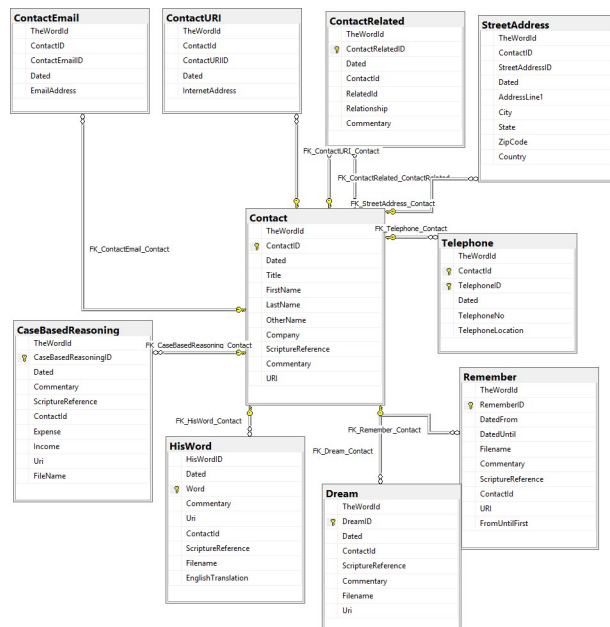 ContactEmail
TheWordId
ContactID
ContactEmailID
Dated
EmailAddress
ContactURI
TheWordId
ContactId
ContactURIID
Dated
InternetAddress
ContactRelated
TheWordId
ContactRelatedID
Dated
ContactId
RelatedId
Relationship
Commentary
StreetAddress
TheWordId
ContactID
StreetAddressID
Dated
AddressLine1
City
State
ZipCode
Country
FK_ContactURI_Contact
FK_ContactRelated_ContactRelated
FK_StreetAddress_Contact
FK_Telephone_Contact
FK_ContactEmail_Contact
Contact
TheWordId
ContactID
Dated
Title
FirstName
LastName
OtherName
Company
ScriptureReference
Commentary
URI
Telephone
TheWordId
ContactId
TelephoneID
Dated
TelephoneNo
TelephoneLocation
CaseBasedReasoning
TheWordId
CaseBasedReasoningID
Dated
Commentary
ScriptureReference
ContactId
Expense
Income
Uri
FileName
FK_CaseBasedReasoning_Contact
FK_HisWord_Contact
FK_Remember_Contact
FK_Dream_Contact
Remember
TheWordId
RememberID
DatedFrom
DatedUntil
Filename
Commentary
ScriptureReference
ContactId
URI
FromUntilFirst
HisWord
HisWordID
Dated
Word
Commentary
Uri
ContactId
ScriptureReference
Filename
EnglishTranslation
Dream
TheWordId
DreamID
Dated
ContactId
ScriptureReference
Commentary
Filename
Uri